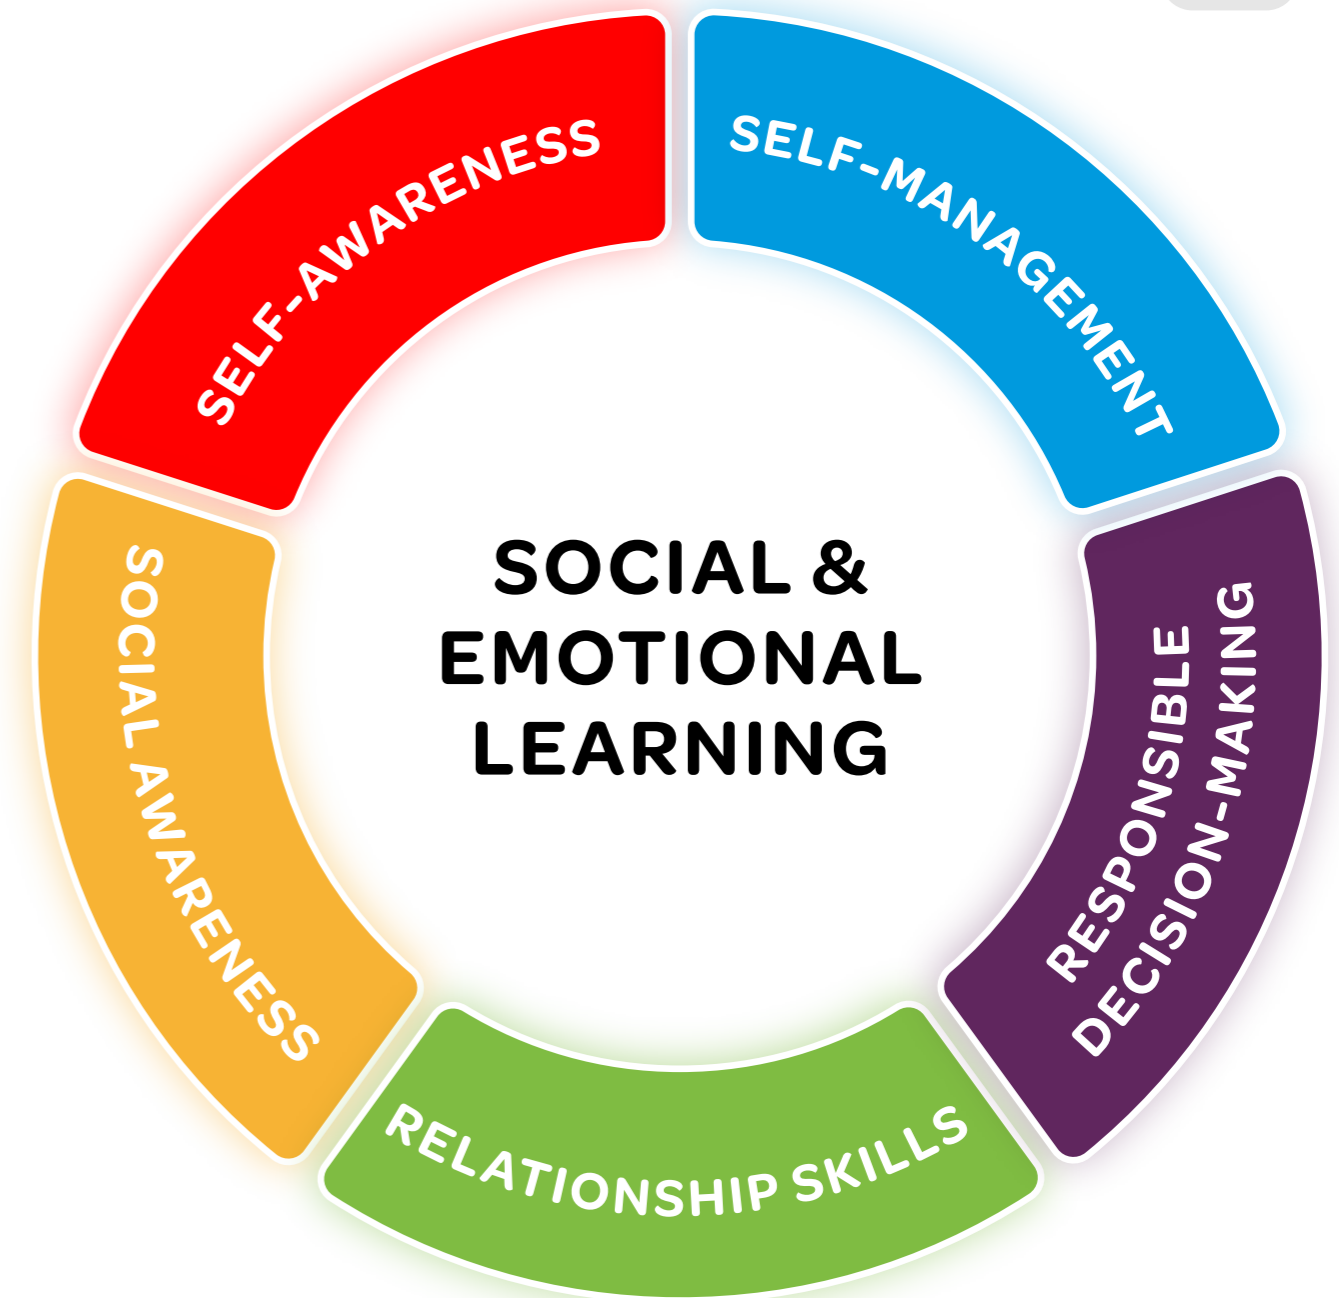 SELF-AWARENESS
SELF-MANAGEMENT
SOCIAL &
EMOTIONAL
LEARNING
SOCIAL AWARENESS
RESPONSIBLE
DECISION-MAKING
RELATIONSHIP SKILLS